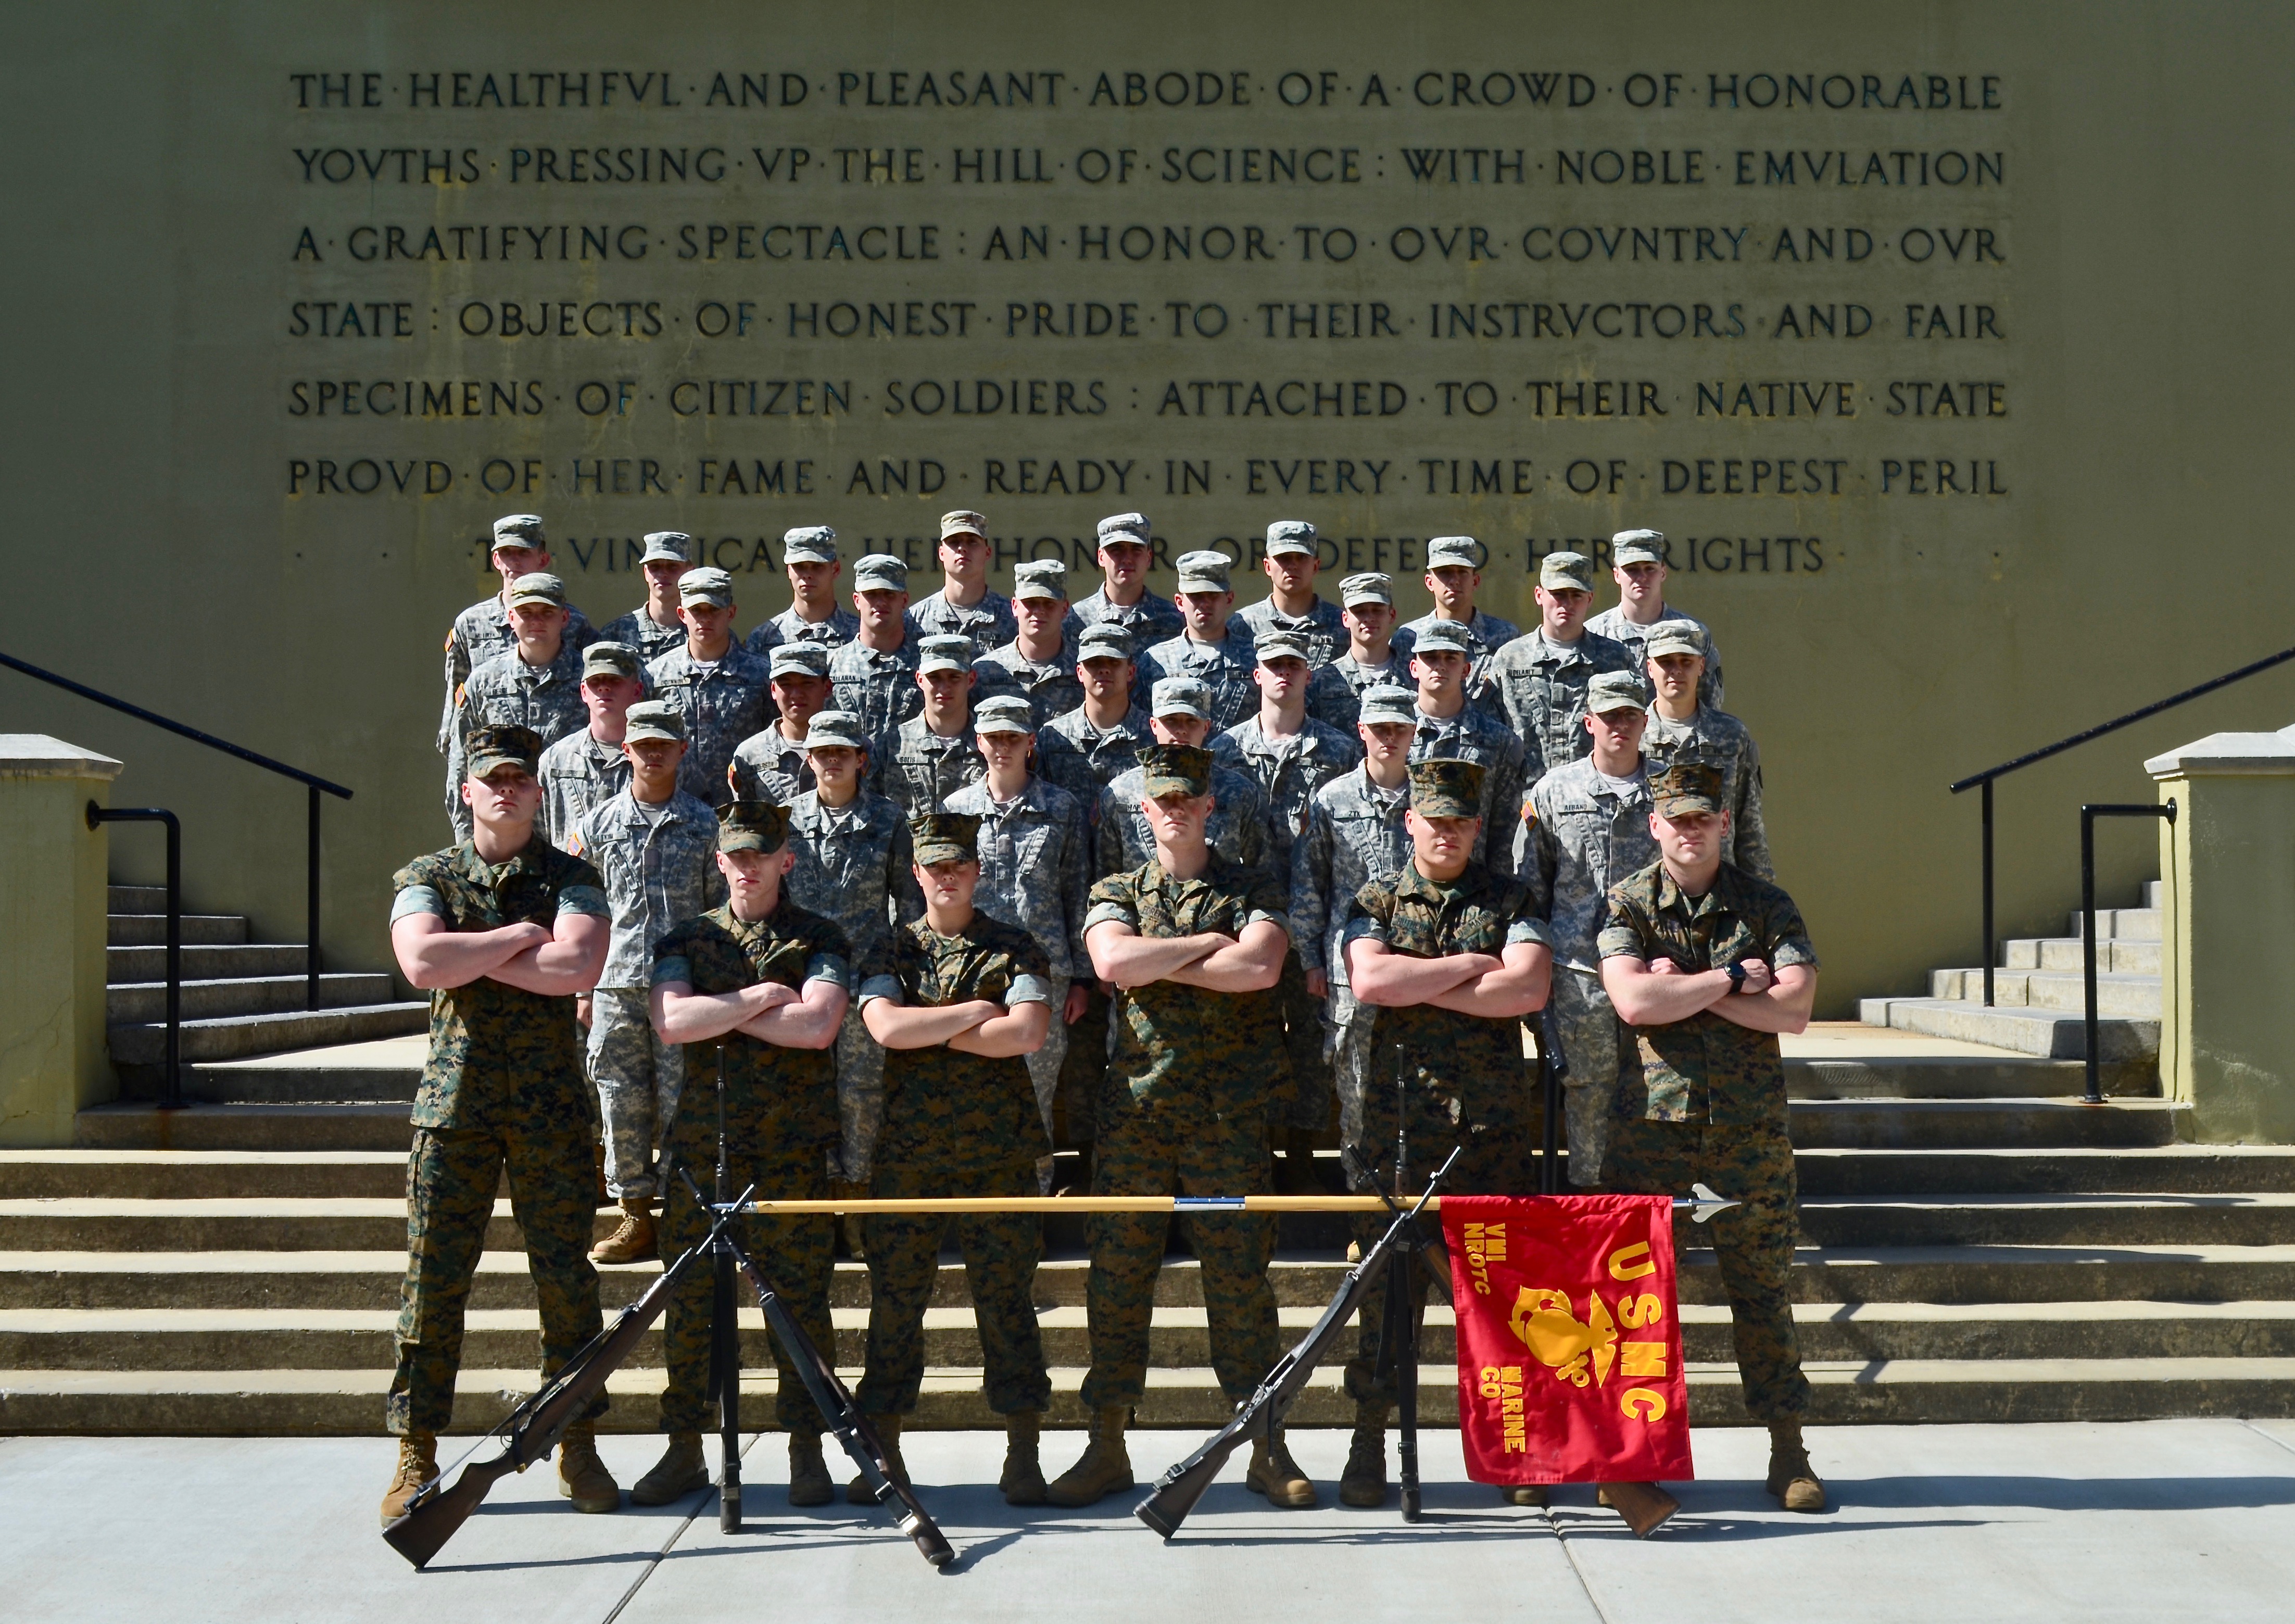 THE · HEALTHFVL · AND · PLEASANT · ABODE · OF · A · CROWD · OF · HONORABLE
YOVTHS · PRESSING · VP · THE · HILL · OF · SCIENCE : WITH · NOBLE · EMVLATION
A · GRATIFYING · SPECTACLE : AN · HONOR · TO · OVR · COVNTRY · AND · OVR
STATE : OBJECTS · OF · HONEST · PRIDE · TO · THEIR · INSTRVCTORS · AND · FAIR
SPECIMENS · OF · CITIZEN · SOLDIERS : ATTACHED · TO · THEIR · NATIVE · STATE
PROVD · OF · HER · FAME · AND · READY · IN · EVERY · TIME · OF · DEEPEST · PERIL
HONOR · OR · HER RIGHTS
USMC
VMI
NROTC
MARINE
CO